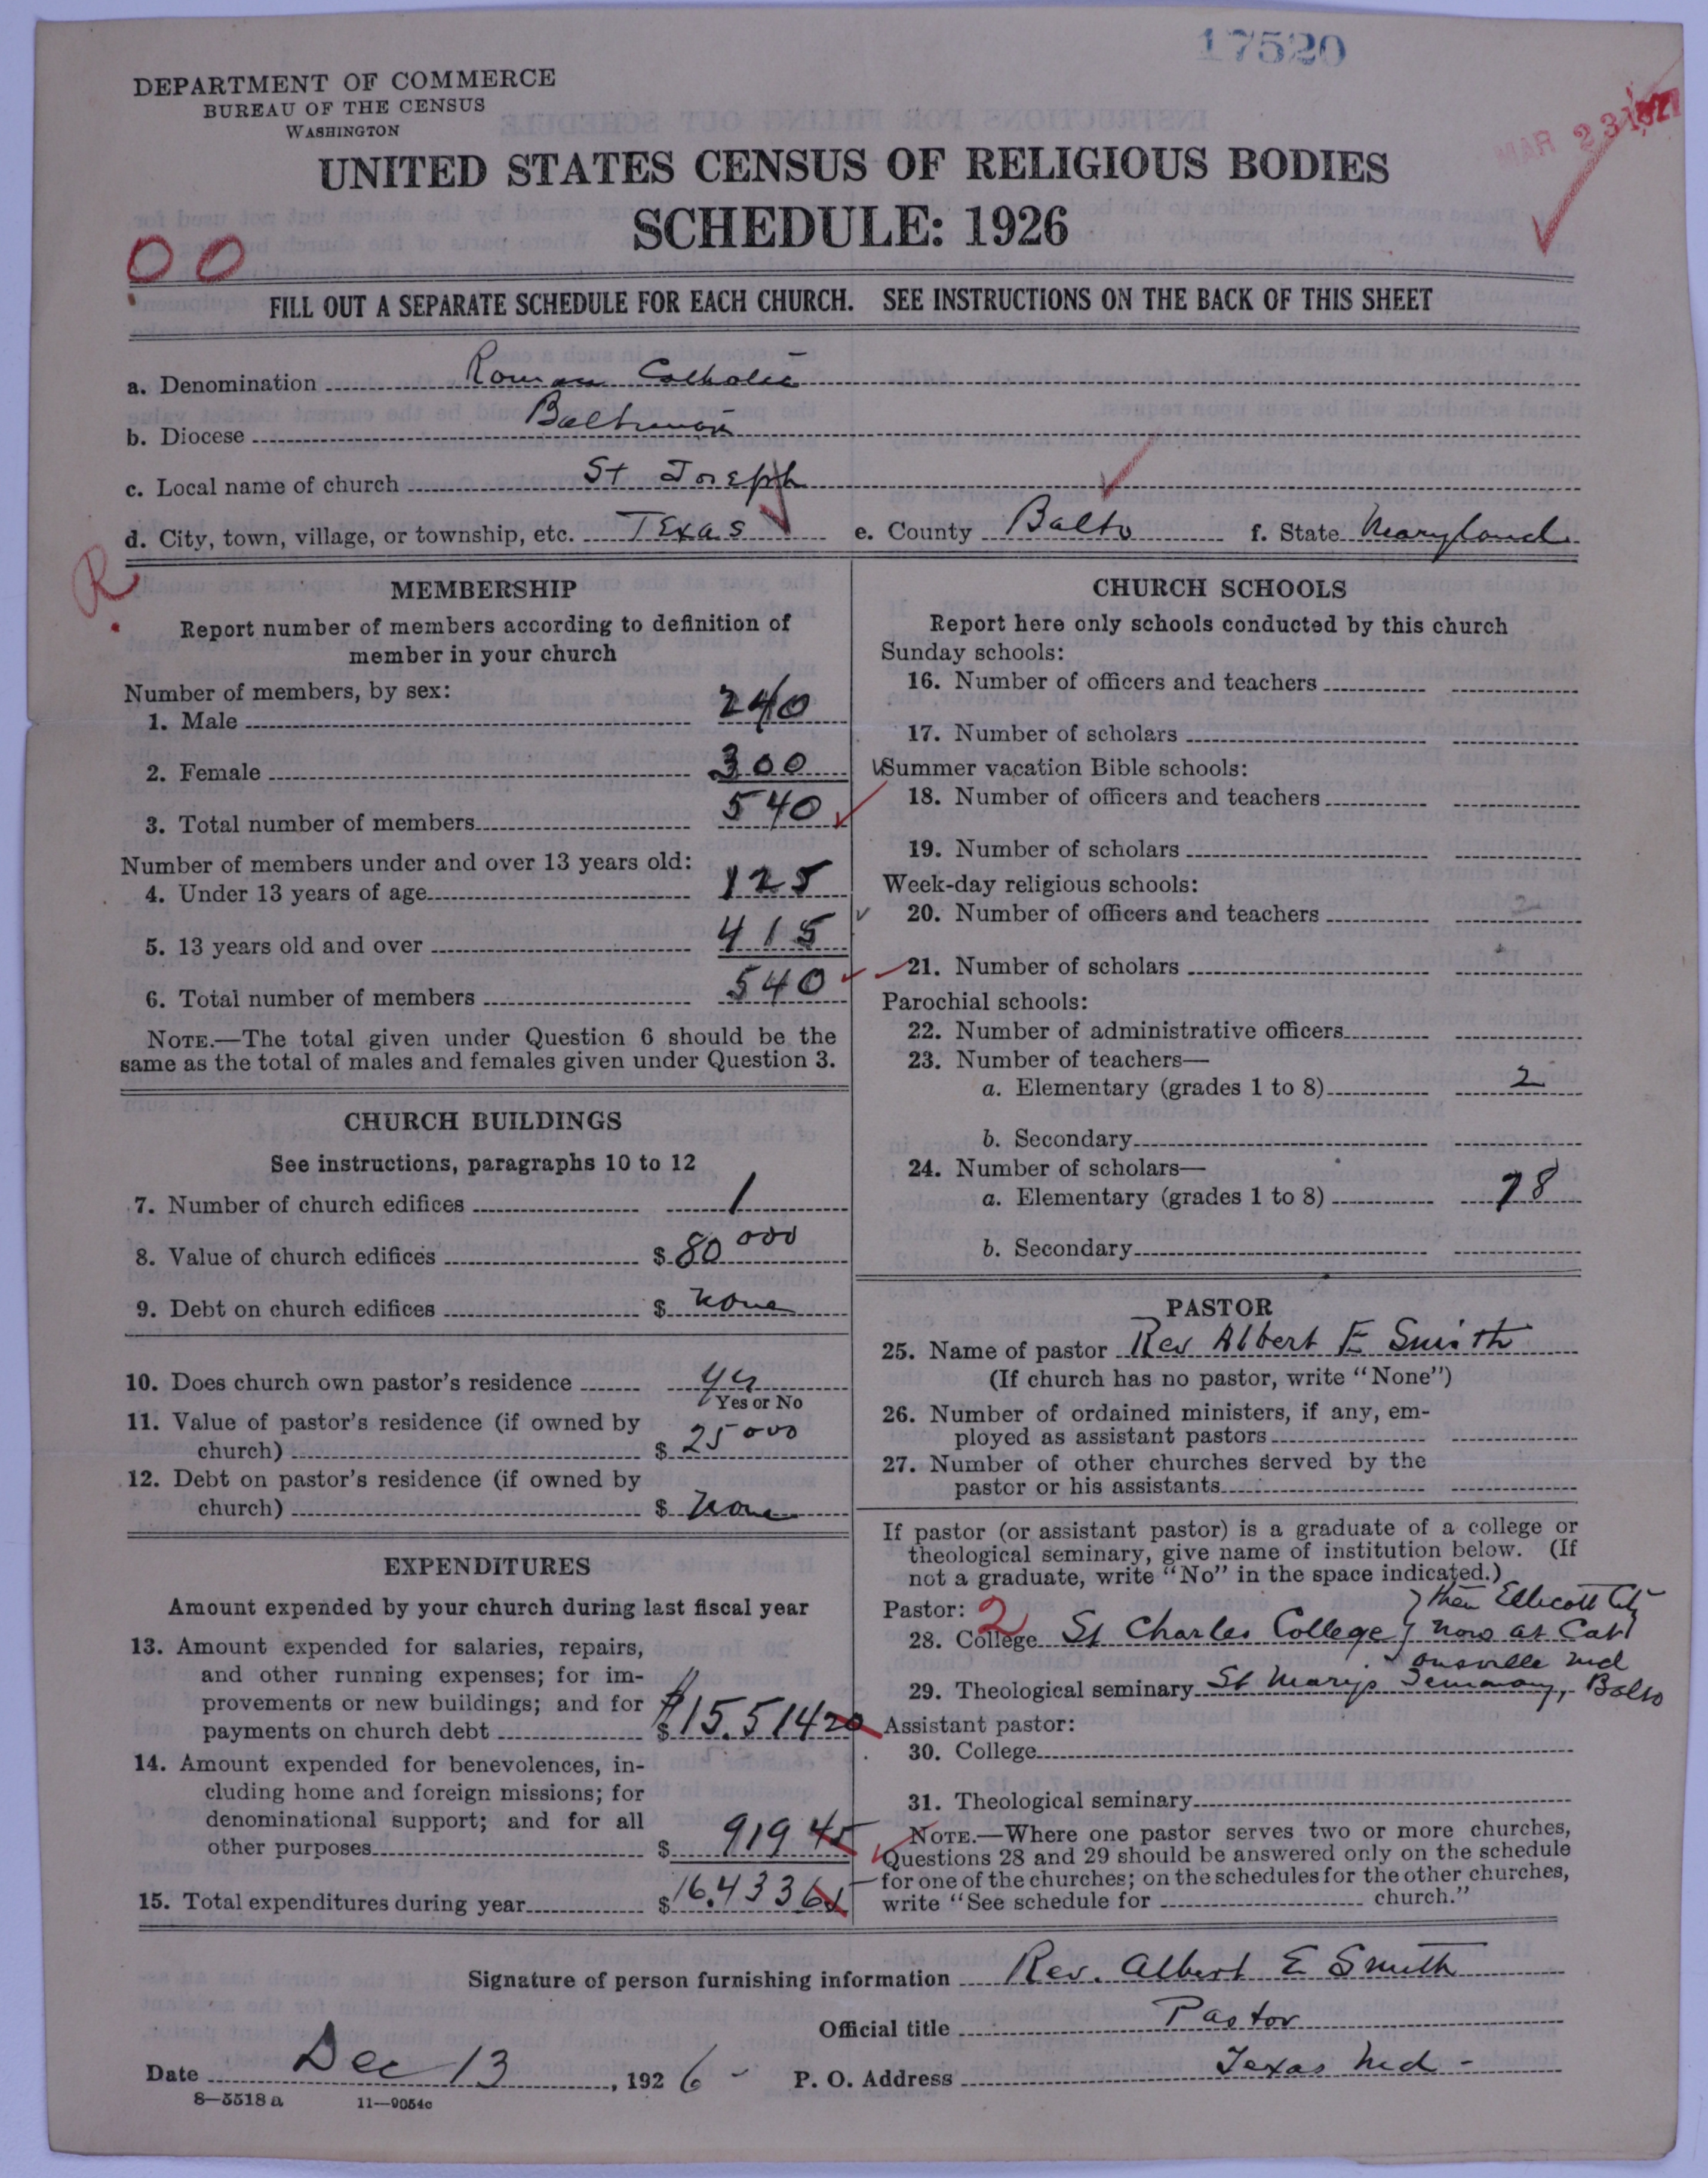 17520
DEPARTMENT OF COMMERCE
BUREAU OF THE CENSUS
WASHINGTON
MAR 23 1927
UNITED STATES CENSUS OF RELIGIOUS BODIES
SCHEDULE: 1926
OO
FILL OUT A SEPARATE SCHEDULE FOR EACH CHURCH. SEE INSTRUCTIONS ON THE BACK OF THIS SHEET
a. Denomination Roman Catholic
b. Diocese Baltimore
c. Local name of church St Joseph
d. City, town, village, or township, etc. Texas e. County Balto f. State Maryland
R
MEMBERSHIP
Report number of members according to definition of
member in your church
Number of members, by sex:
1. Male 240
2. Female 300
3. Total number of members 540
Number of members under and over 13 years old:
4. Under 13 years of age 125
5. 13 years old and over 415
6. Total number of members 540
NOTE.—The total given under Question 6 should be the
same as the total of males and females given under Question 3.
CHURCH BUILDINGS
See instructions, paragraphs 10 to 12
7. Number of church edifices 1
8. Value of church edifices $ 80 000
9. Debt on church edifices $ none
10. Does church own pastor's residence yes
Yes or No
11. Value of pastor's residence (if owned by
church) $ 25 000
12. Debt on pastor's residence (if owned by
church) $ None
EXPENDITURES
Amount expended by your church during last fiscal year
13. Amount expended for salaries, repairs,
and other running expenses; for im-
provements or new buildings; and for
payments on church debt $ $15.514 20
14. Amount expended for benevolences, in-
cluding home and foreign missions; for
denominational support; and for all
other purposes $ 919 45
15. Total expenditures during year $ 16.433 61
CHURCH SCHOOLS
Report here only schools conducted by this church
Sunday schools:
16. Number of officers and teachers
17. Number of scholars
Summer vacation Bible schools:
18. Number of officers and teachers
19. Number of scholars
Week-day religious schools:
20. Number of officers and teachers 2
21. Number of scholars
Parochial schools:
22. Number of administrative officers
23. Number of teachers—
a. Elementary (grades 1 to 8) 2
b. Secondary
24. Number of scholars—
a. Elementary (grades 1 to 8) 78
b. Secondary
PASTOR
25. Name of pastor Rev Albert E Smith
(If church has no pastor, write "None")
26. Number of ordained ministers, if any, em-
ployed as assistant pastors
27. Number of other churches served by the
pastor or his assistants
If pastor (or assistant pastor) is a graduate of a college or
theological seminary, give name of institution below. (If
not a graduate, write "No" in the space indicated.)
Pastor: 2 then Ellicott City
28. College St Charles College now at Cat
onsville Md
29. Theological seminary St Mary's Seminary, Balto
Assistant pastor:
30. College
31. Theological seminary
NOTE.—Where one pastor serves two or more churches,
Questions 28 and 29 should be answered only on the schedule
for one of the churches; on the schedules for the other churches,
write "See schedule for church."
Signature of person furnishing information Rev. Albert E Smith
Official title Pastor
Date Dec 13, 1926 - P. O. Address Texas Md -
8—5518 a 11—9054c